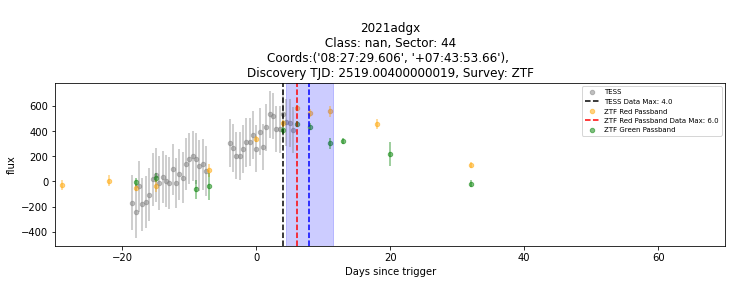 2021adgx
Class: nan, Sector: 44
Coords:('08:27:29.606', '+07:43:53.66'),
Discovery TJD: 2519.00400000019, Survey: ZTF
flux
600
400
200
0
−200
−400
TESS
TESS Data Max: 4.0
ZTF Red Passband
ZTF Red Passband Data Max: 6.0
ZTF Green Passband
−20
0
20
40
60
Days since trigger